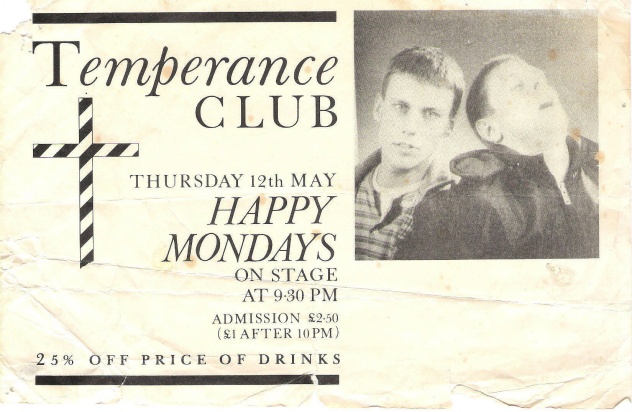 Temperance
CLUB
THURSDAY 12th MAY
HAPPY
MONDAYS
ON STAGE
AT 9·30 PM
ADMISSION £2·50
(£1 AFTER 10PM)
25% OFF PRICE OF DRINKS